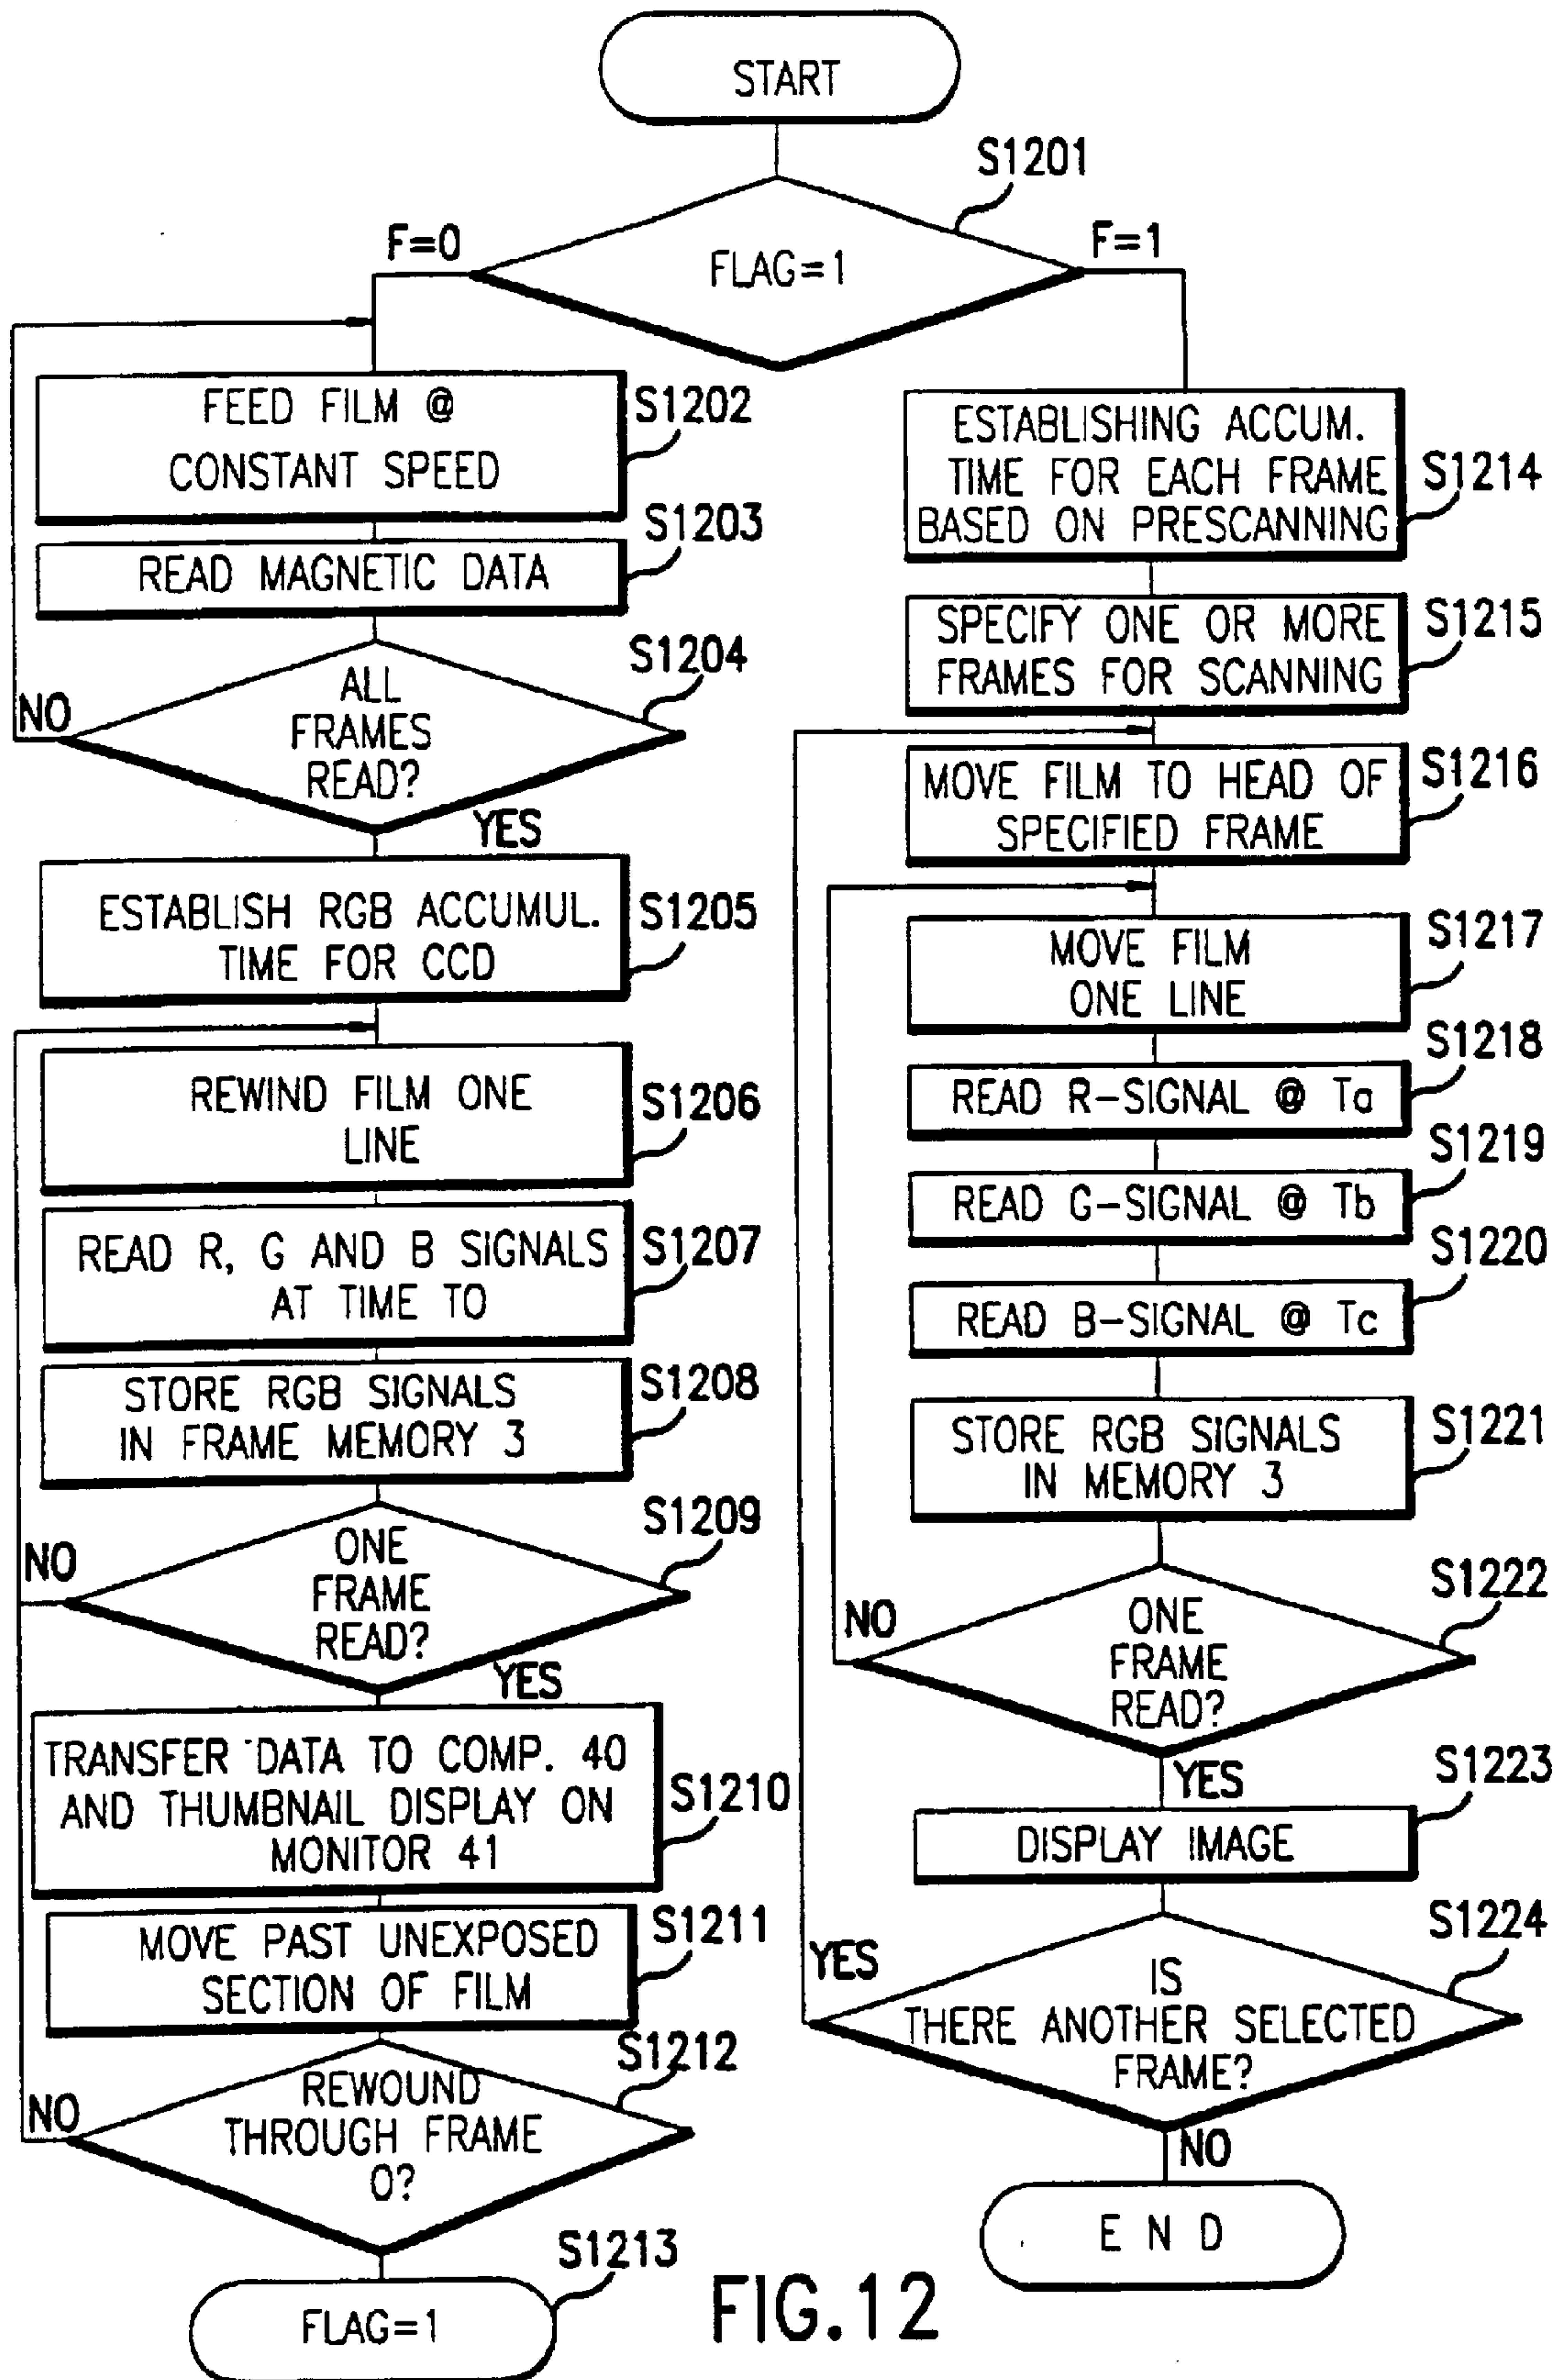 START
S1201
F=0
FLAG=1
F=1
FEED FILM @
CONSTANT SPEED
S1202
READ MAGNETIC DATA
S1203
ALL
FRAMES
READ?
S1204
NO
YES
ESTABLISH RGB ACCUMUL.
TIME FOR CCD
S1205
REWIND FILM ONE
LINE
S1206
READ R, G AND B SIGNALS
AT TIME TO
S1207
STORE RGB SIGNALS
IN FRAME MEMORY 3
S1208
ONE
FRAME
READ?
S1209
NO
YES
TRANSFER DATA TO COMP. 40
AND THUMBNAIL DISPLAY ON
MONITOR 41
S1210
MOVE PAST UNEXPOSED
SECTION OF FILM
S1211
REWOUND
THROUGH FRAME
0?
S1212
NO
S1213
FLAG=1
ESTABLISHING ACCUM.
TIME FOR EACH FRAME
BASED ON PRESCANNING
S1214
SPECIFY ONE OR MORE
FRAMES FOR SCANNING
S1215
MOVE FILM TO HEAD OF
SPECIFIED FRAME
S1216
MOVE FILM
ONE LINE
S1217
READ R-SIGNAL @ Ta
S1218
READ G-SIGNAL @ Tb
S1219
READ B-SIGNAL @ Tc
S1220
STORE RGB SIGNALS
IN MEMORY 3
S1221
ONE
FRAME
READ?
S1222
NO
YES
DISPLAY IMAGE
S1223
IS
THERE ANOTHER SELECTED
FRAME?
S1224
YES
NO
E N D
FIG.12